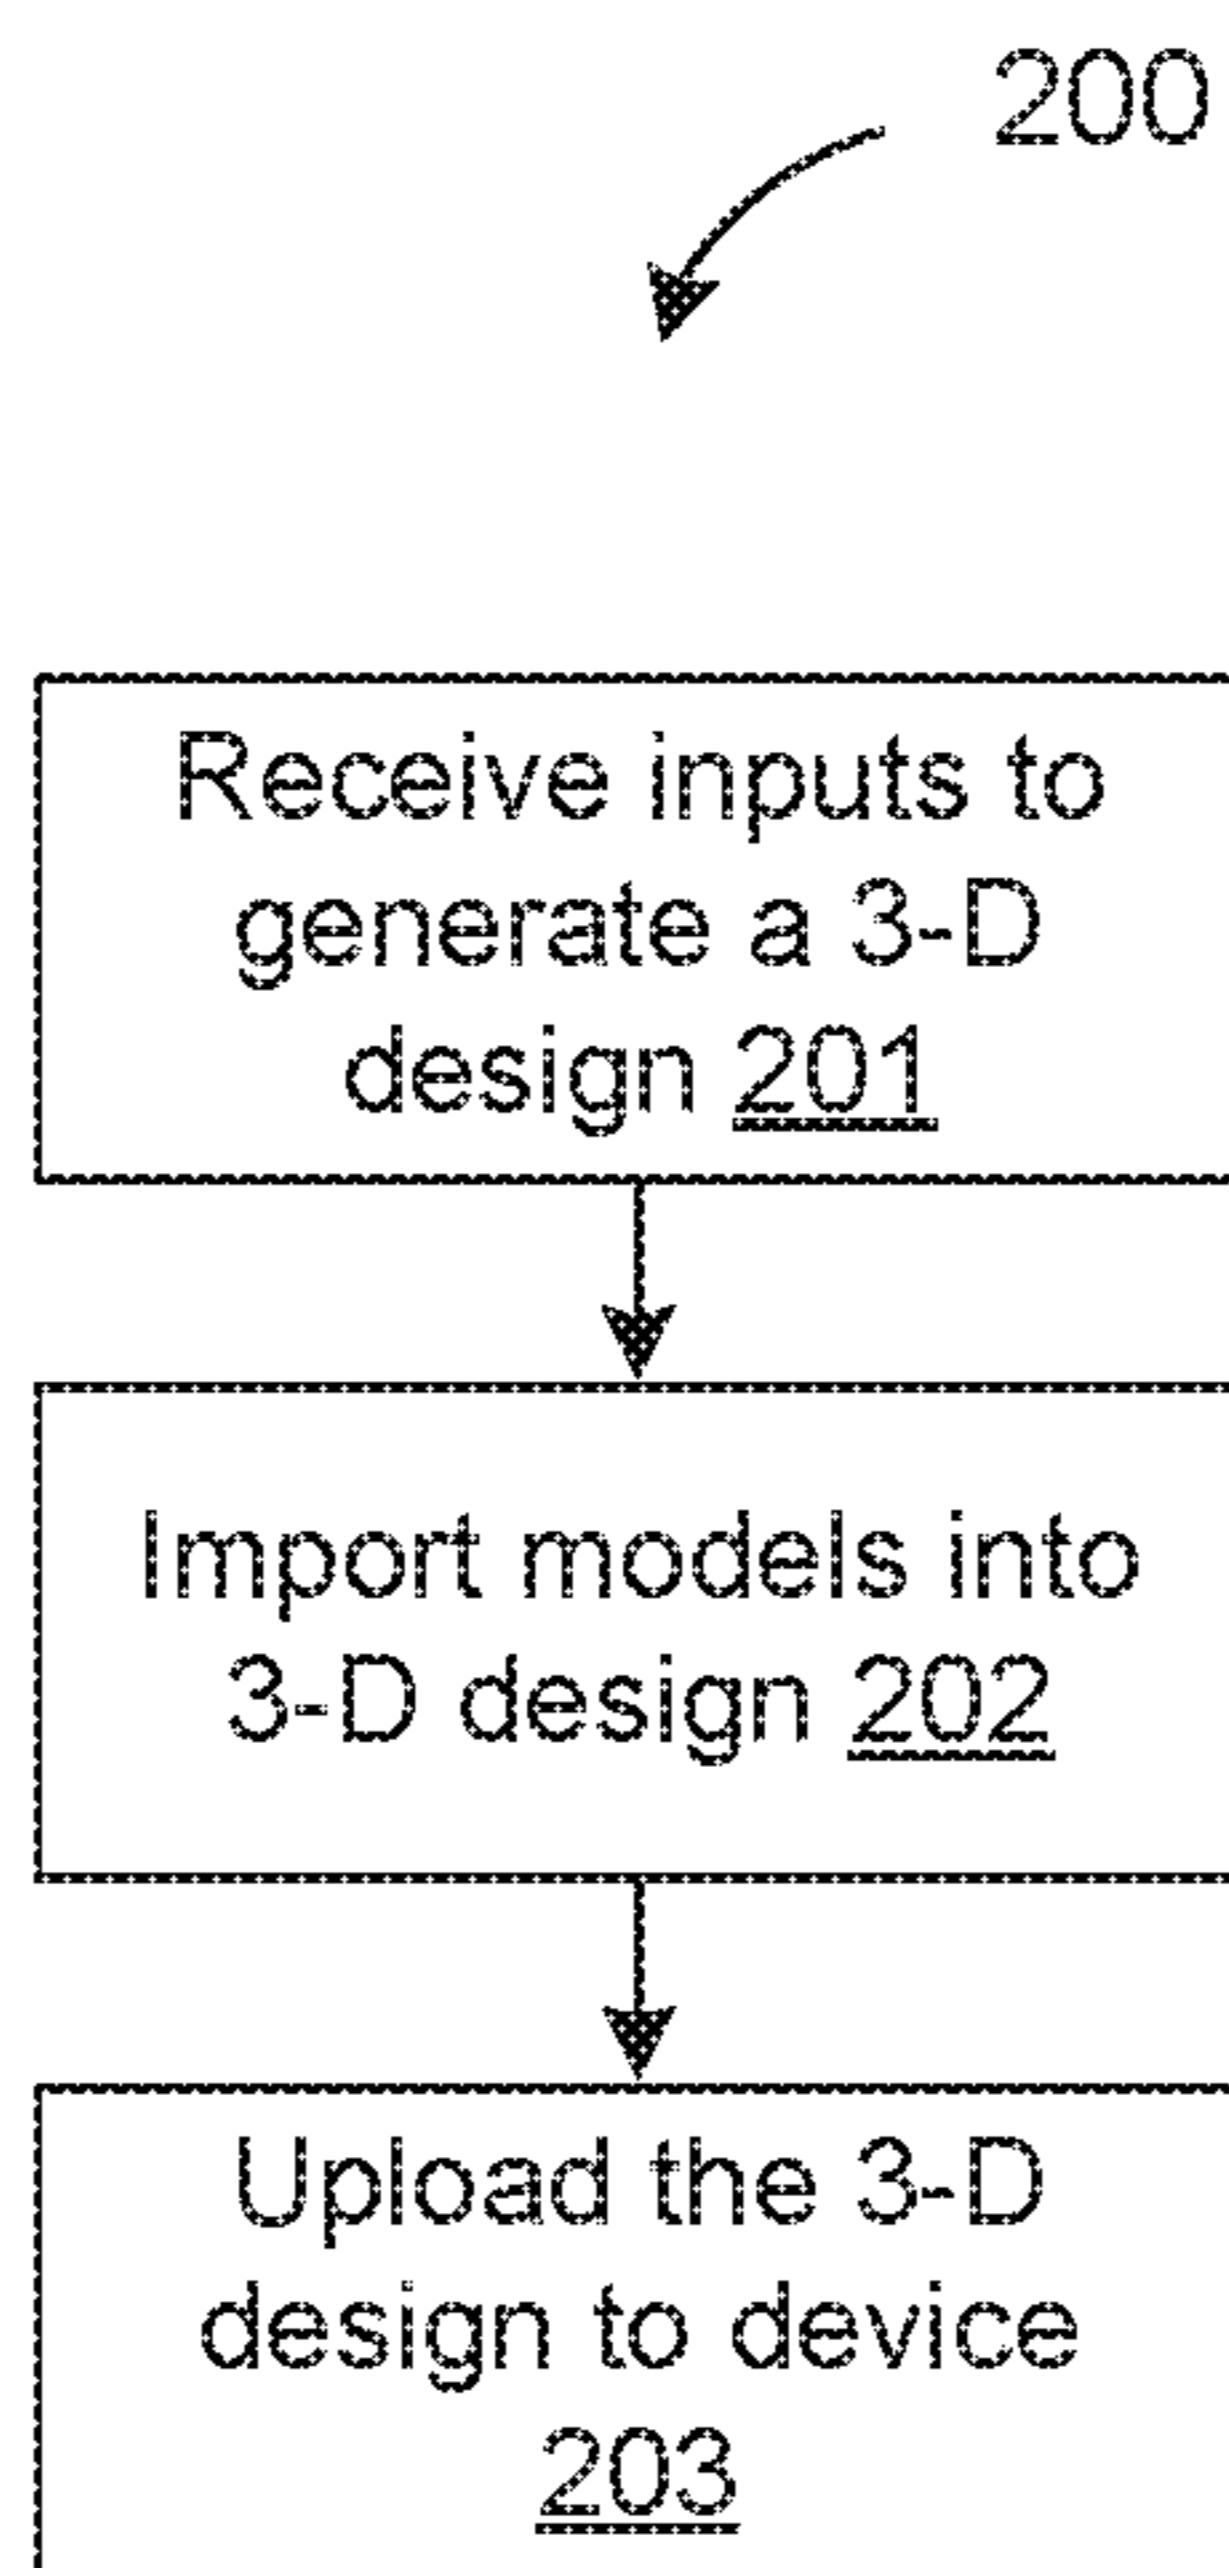 200
Receive inputs to
generate a 3-D
design 201
Import models into
3-D design 202
Upload the 3-D
design to device
203